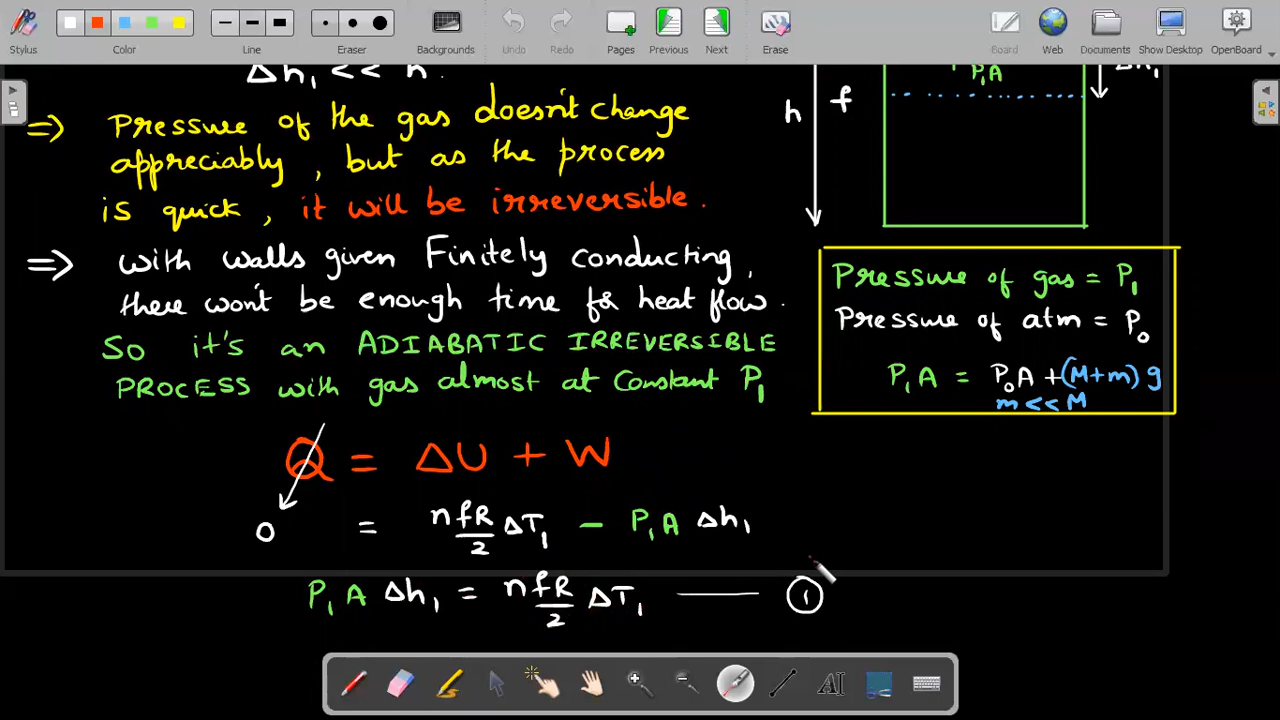 Stylus
Color
Line
Eraser
Backgrounds
Undo
Redo
Pages
Previous
Next
Erase
Board
Web
Documents
Show Desktop
OpenBoard
Δh₁ << h.
⇒ Pressure of the gas doesn't change
appreciably, but as the process
is quick, it will be irreversible.
⇒ with walls given Finitely conducting,
there won't be enough time for heat flow.
So it's an ADIABATIC IRREVERSIBLE
PROCESS with gas almost at Constant P₁
Q = ΔU + W
0 = nfR/2 ΔT₁ - P₁A Δh₁
P₁A Δh₁ = nfR/2 ΔT₁ —— ①
P₁A
Δh₁
h
f
Pressure of gas = P₁
Pressure of atm = P₀
P₁A = P₀A + (M+m)g
m << M
AI